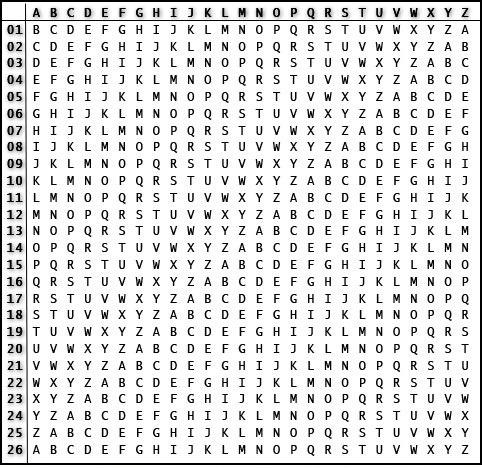 A B C D E F G H I J K L M N O P Q R S T U V W X Y Z
01 B C D E F G H I J K L M N O P Q R S T U V W X Y Z A
02 C D E F G H I J K L M N O P Q R S T U V W X Y Z A B
03 D E F G H I J K L M N O P Q R S T U V W X Y Z A B C
04 E F G H I J K L M N O P Q R S T U V W X Y Z A B C D
05 F G H I J K L M N O P Q R S T U V W X Y Z A B C D E
06 G H I J K L M N O P Q R S T U V W X Y Z A B C D E F
07 H I J K L M N O P Q R S T U V W X Y Z A B C D E F G
08 I J K L M N O P Q R S T U V W X Y Z A B C D E F G H
09 J K L M N O P Q R S T U V W X Y Z A B C D E F G H I
10 K L M N O P Q R S T U V W X Y Z A B C D E F G H I J
11 L M N O P Q R S T U V W X Y Z A B C D E F G H I J K
12 M N O P Q R S T U V W X Y Z A B C D E F G H I J K L
13 N O P Q R S T U V W X Y Z A B C D E F G H I J K L M
14 O P Q R S T U V W X Y Z A B C D E F G H I J K L M N
15 P Q R S T U V W X Y Z A B C D E F G H I J K L M N O
16 Q R S T U V W X Y Z A B C D E F G H I J K L M N O P
17 R S T U V W X Y Z A B C D E F G H I J K L M N O P Q
18 S T U V W X Y Z A B C D E F G H I J K L M N O P Q R
19 T U V W X Y Z A B C D E F G H I J K L M N O P Q R S
20 U V W X Y Z A B C D E F G H I J K L M N O P Q R S T
21 V W X Y Z A B C D E F G H I J K L M N O P Q R S T U
22 W X Y Z A B C D E F G H I J K L M N O P Q R S T U V
23 X Y Z A B C D E F G H I J K L M N O P Q R S T U V W
24 Y Z A B C D E F G H I J K L M N O P Q R S T U V W X
25 Z A B C D E F G H I J K L M N O P Q R S T U V W X Y
26 A B C D E F G H I J K L M N O P Q R S T U V W X Y Z